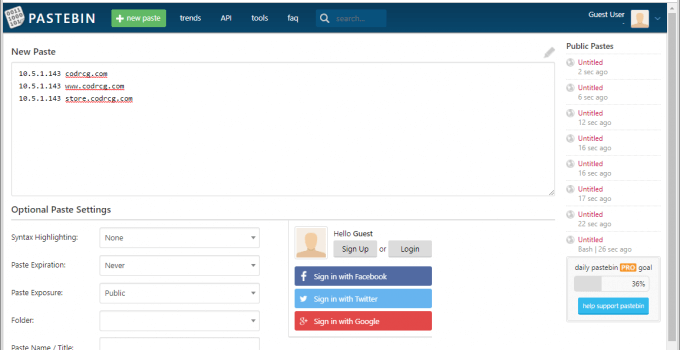 PASTEBIN
+ new paste
trends
API
tools
faq
search...
Guest User
-
New Paste
10.5.1.143 codrcg.com
10.5.1.143 www.codrcg.com
10.5.1.143 store.codrcg.com
Optional Paste Settings
Syntax Highlighting:
None
Paste Expiration:
Never
Paste Exposure:
Public
Folder:
Paste Name / Title:
Hello Guest
Sign Up or Login
Sign in with Facebook
Sign in with Twitter
Sign in with Google
Public Pastes
Untitled
2 sec ago
Untitled
6 sec ago
Untitled
12 sec ago
Untitled
16 sec ago
Untitled
16 sec ago
Untitled
17 sec ago
Untitled
22 sec ago
Untitled
Bash | 26 sec ago
daily pastebin PRO goal
36%
help support pastebin